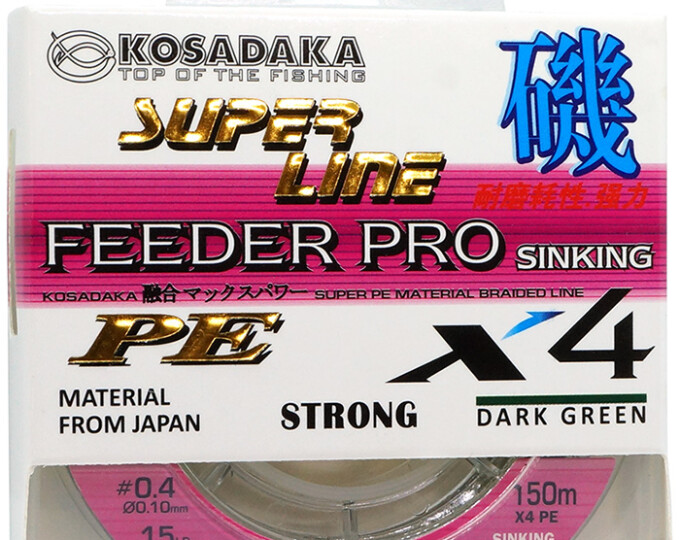 KOSADAKA
TOP OF THE FISHING
磯
SUPER
LINE
耐磨耗性.强力
FEEDER PRO SINKING
KOSADAKA 融合マックスパワー SUPER PE MATERIAL BRAIDED LINE
PE X4
MATERIAL
FROM JAPAN
STRONG
DARK GREEN
#0.4
Ø0.10mm
15LB
150m
X4 PE
SINKING